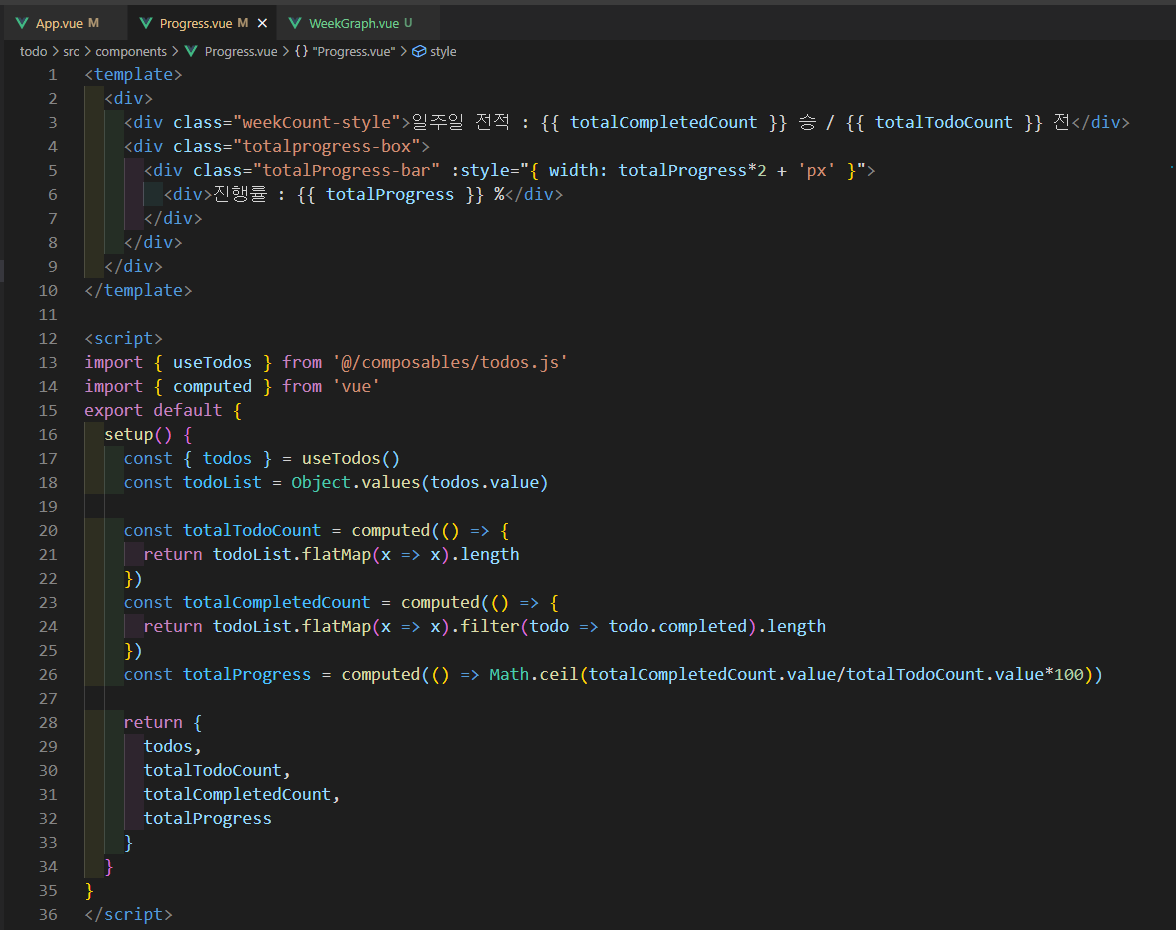 App.vue M Progress.vue M × WeekGraph.vue U
todo > src > components > Progress.vue > {} "Progress.vue" > style
1 <template>
2 <div>
3 <div class="weekCount-style">일주일 전적 : {{ totalCompletedCount }} 승 / {{ totalTodoCount }} 전</div>
4 <div class="totalprogress-box">
5 <div class="totalProgress-bar" :style="{ width: totalProgress*2 + 'px' }">
6 <div>진행률 : {{ totalProgress }} %</div>
7 </div>
8 </div>
9 </div>
10 </template>
11
12 <script>
13 import { useTodos } from '@/composables/todos.js'
14 import { computed } from 'vue'
15 export default {
16 setup() {
17 const { todos } = useTodos()
18 const todoList = Object.values(todos.value)
19
20 const totalTodoCount = computed(() => {
21 return todoList.flatMap(x => x).length
22 })
23 const totalCompletedCount = computed(() => {
24 return todoList.flatMap(x => x).filter(todo => todo.completed).length
25 })
26 const totalProgress = computed(() => Math.ceil(totalCompletedCount.value/totalTodoCount.value*100))
27
28 return {
29 todos,
30 totalTodoCount,
31 totalCompletedCount,
32 totalProgress
33 }
34 }
35 }
36 </script>